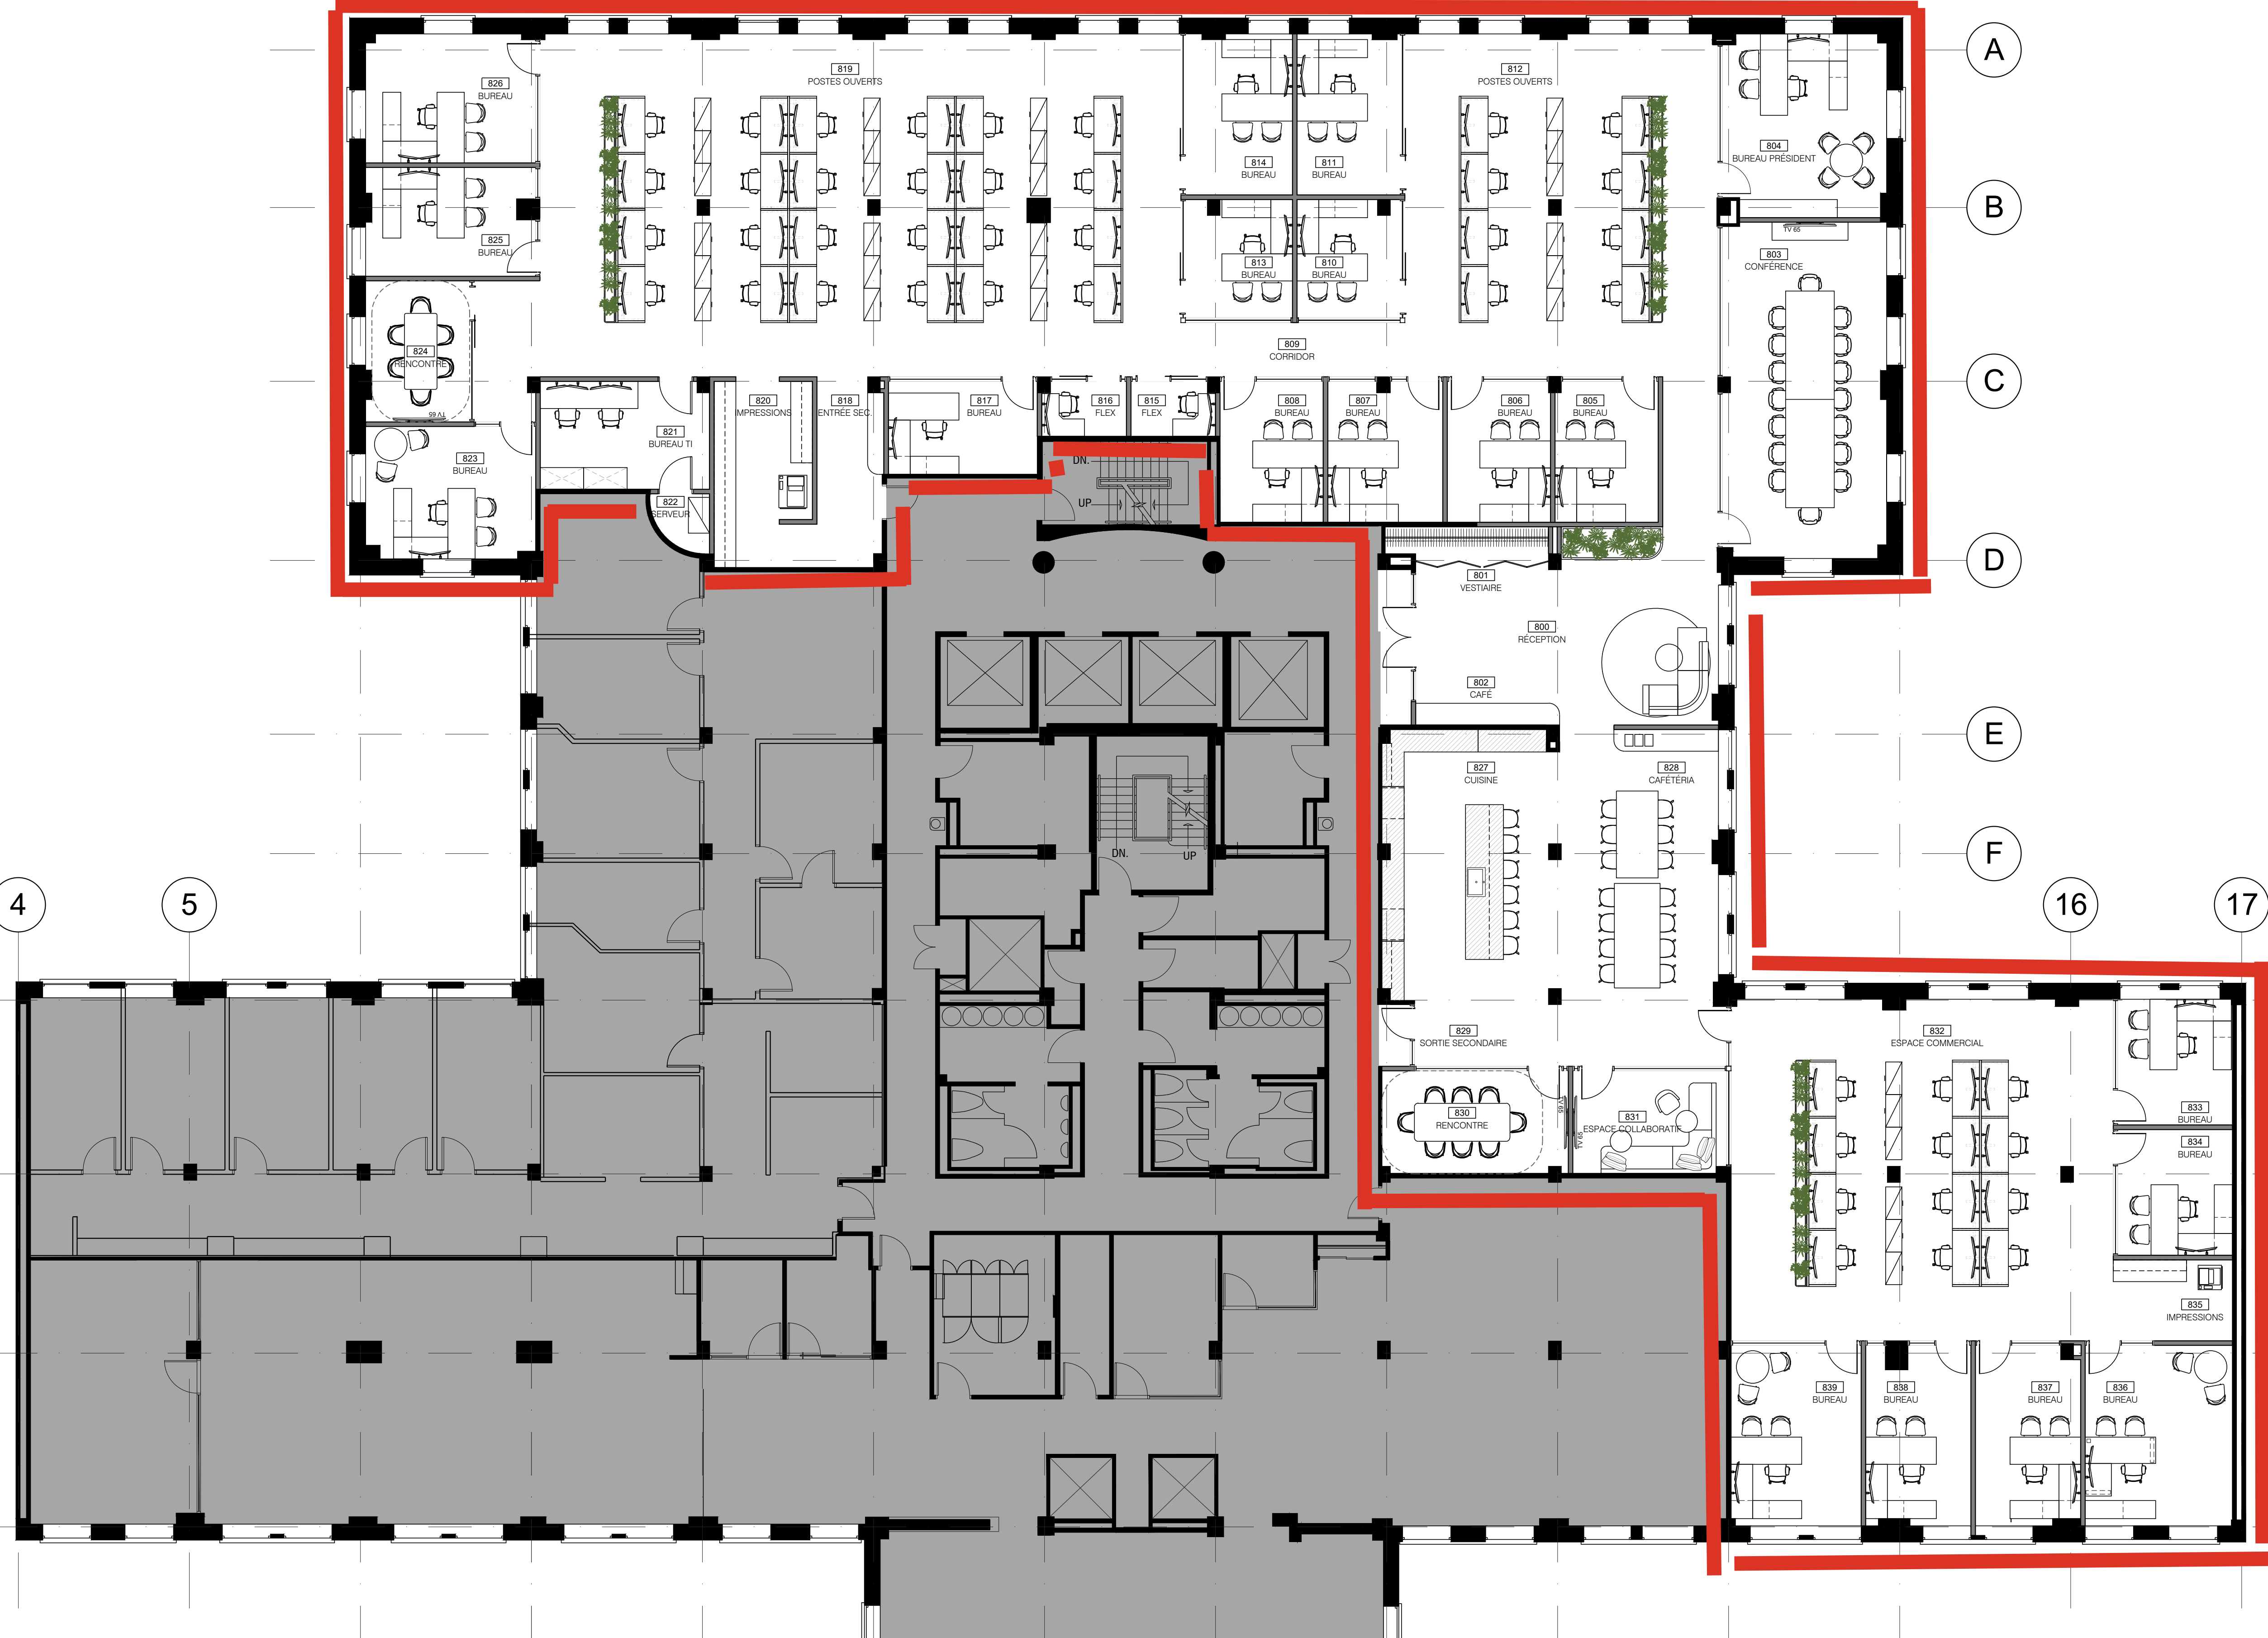 A
826
BUREAU
819
POSTES OUVERTS
812
POSTES OUVERTS
814
BUREAU
811
BUREAU
804
BUREAU PRÉSIDENT
B
825
BUREAU
TV 65
813
BUREAU
810
BUREAU
803
CONFÉRENCE
824
RENCONTRE
TV 65
809
CORRIDOR
C
820
IMPRESSIONS
818
ENTRÉE SEC.
817
BUREAU
816
FLEX
815
FLEX
808
BUREAU
807
BUREAU
806
BUREAU
805
BUREAU
821
BUREAU TI
823
BUREAU
822
SERVEUR
DN.
UP
D
801
VESTIAIRE
800
RÉCEPTION
802
CAFÉ
E
827
CUISINE
828
CAFÉTÉRIA
DN.
UP
F
4
5
16
17
829
SORTIE SECONDAIRE
832
ESPACE COMMERCIAL
830
RENCONTRE
TV 65
TV 65
831
ESPACE COLLABORATIF
833
BUREAU
834
BUREAU
835
IMPRESSIONS
839
BUREAU
838
BUREAU
837
BUREAU
836
BUREAU